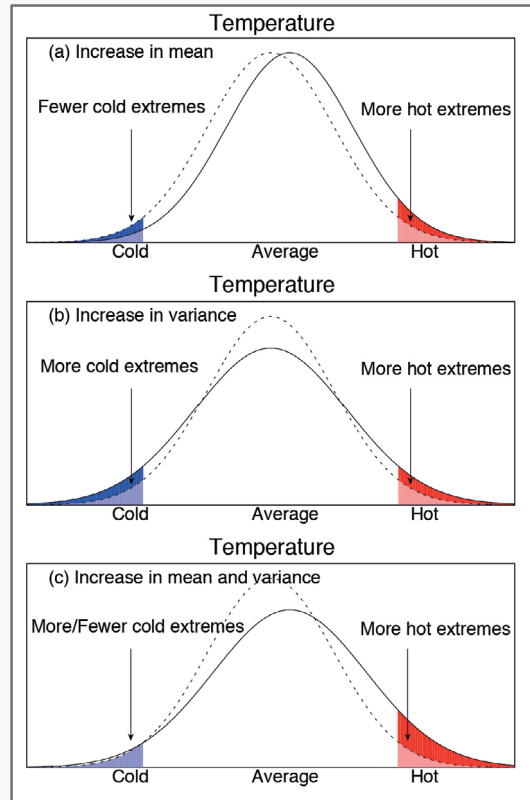 Temperature
(a) Increase in mean
Fewer cold extremes
More hot extremes
Cold
Average
Hot
Temperature
(b) Increase in variance
More cold extremes
More hot extremes
Cold
Average
Hot
Temperature
(c) Increase in mean and variance
More/Fewer cold extremes
More hot extremes
Cold
Average
Hot